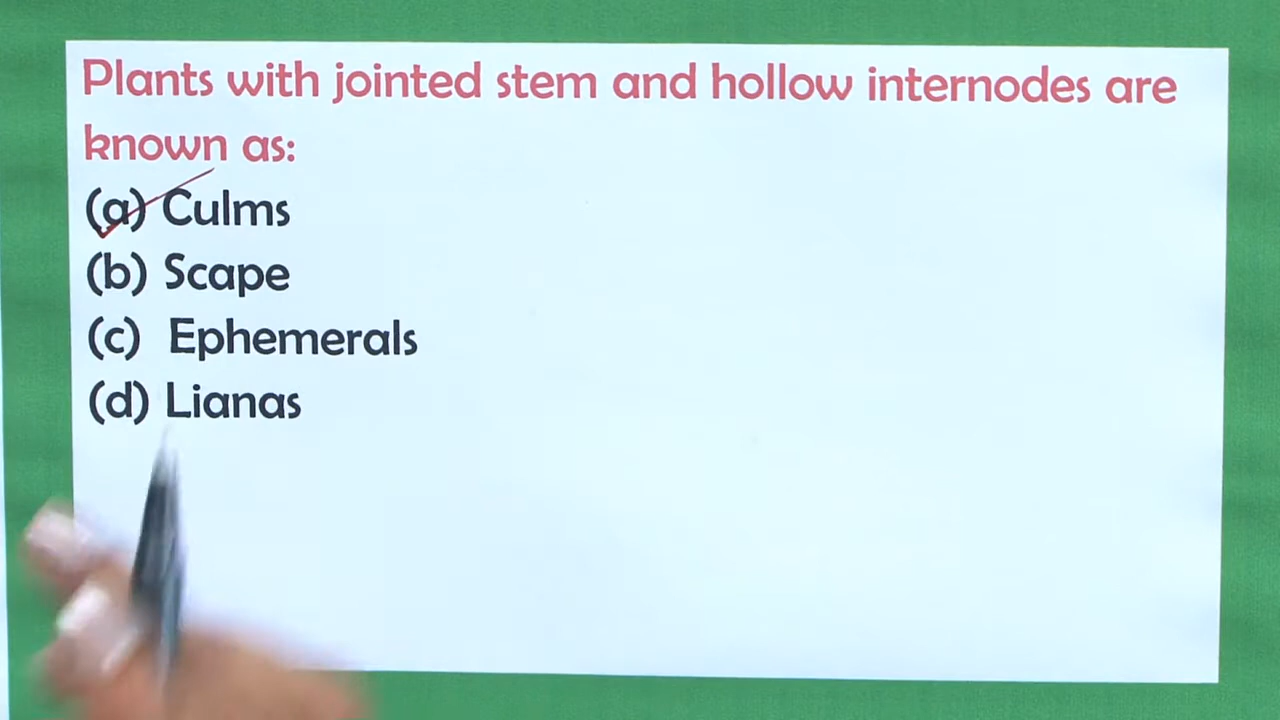 Plants with jointed stem and hollow internodes are
known as:
(a) Culms
(b) Scape
(c) Ephemerals
(d) Lianas